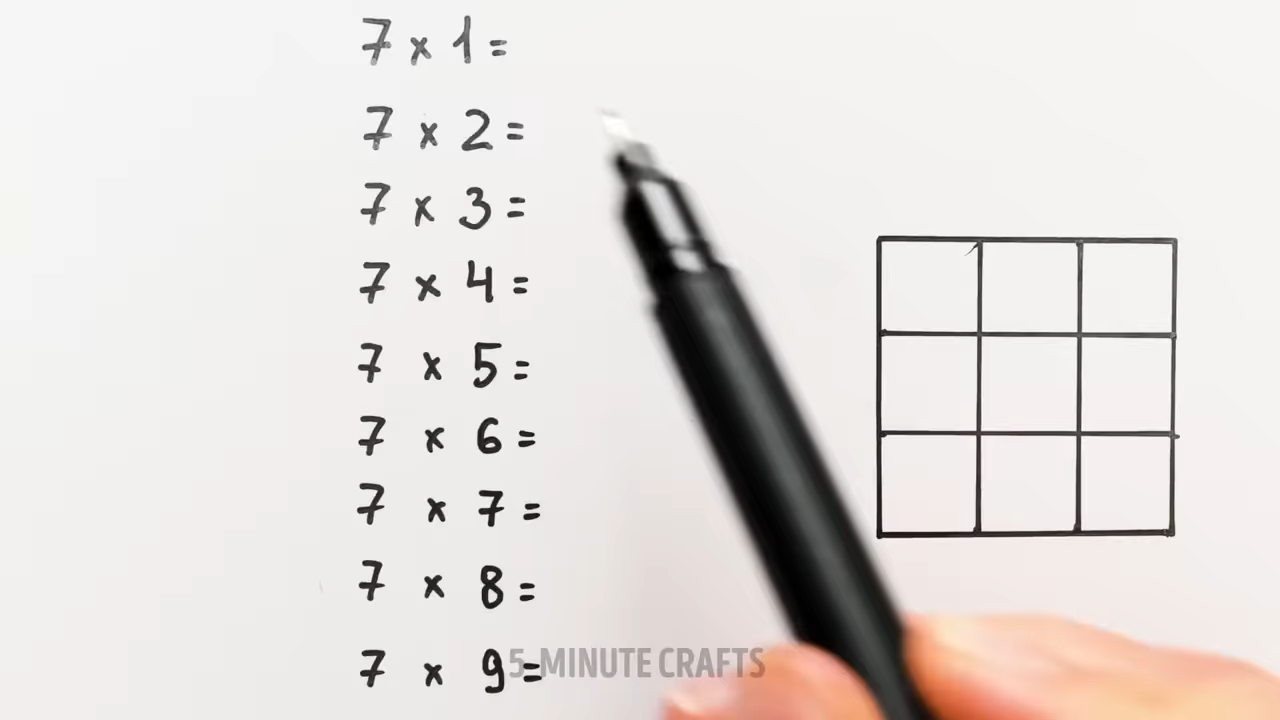 7 x 1 =
7 x 2 =
7 x 3 =
7 x 4 =
7 x 5 =
7 x 6 =
7 x 7 =
7 x 8 =
7 x 9 =
5-MINUTE CRAFTS